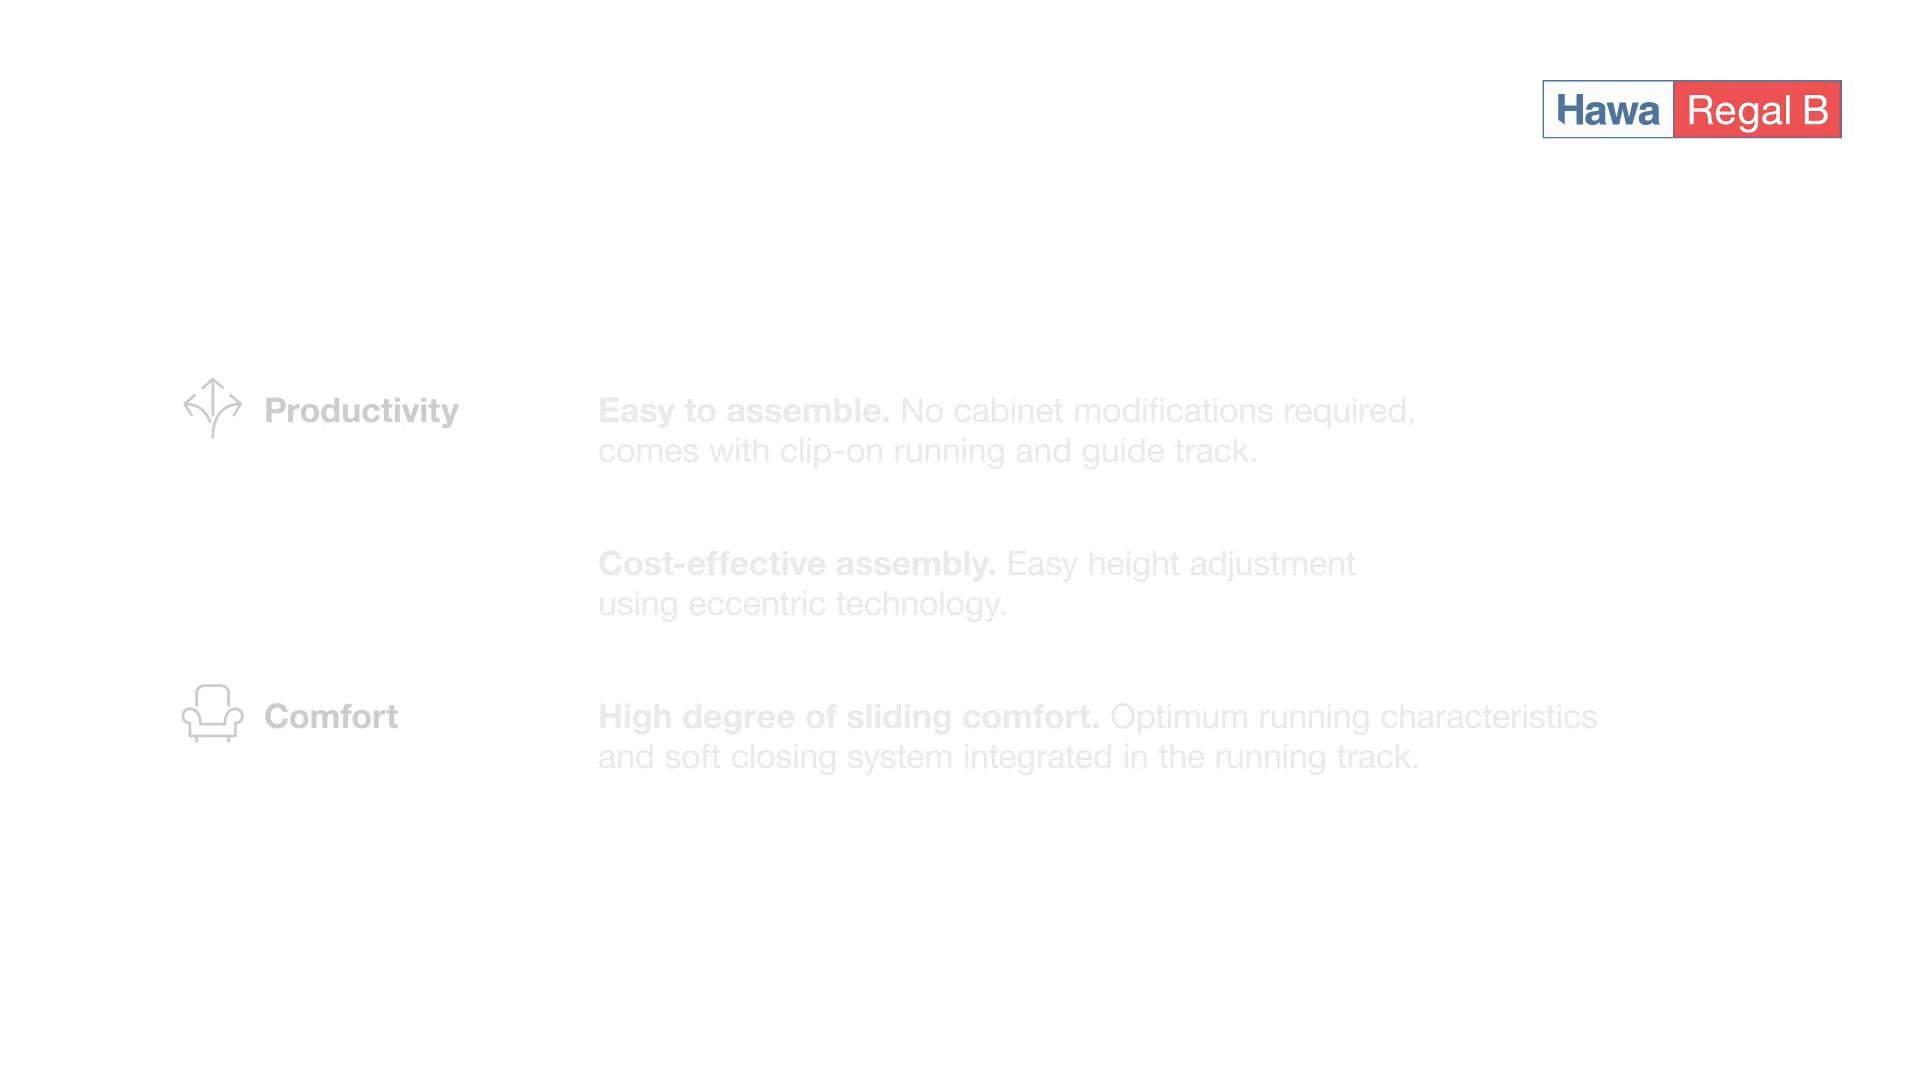 Hawa Regal B
Productivity
Easy to assemble. No cabinet modifications required,
comes with clip-on running and guide track.
Cost-effective assembly. Easy height adjustment
using eccentric technology.
Comfort
High degree of sliding comfort. Optimum running characteristics
and soft closing system integrated in the running track.